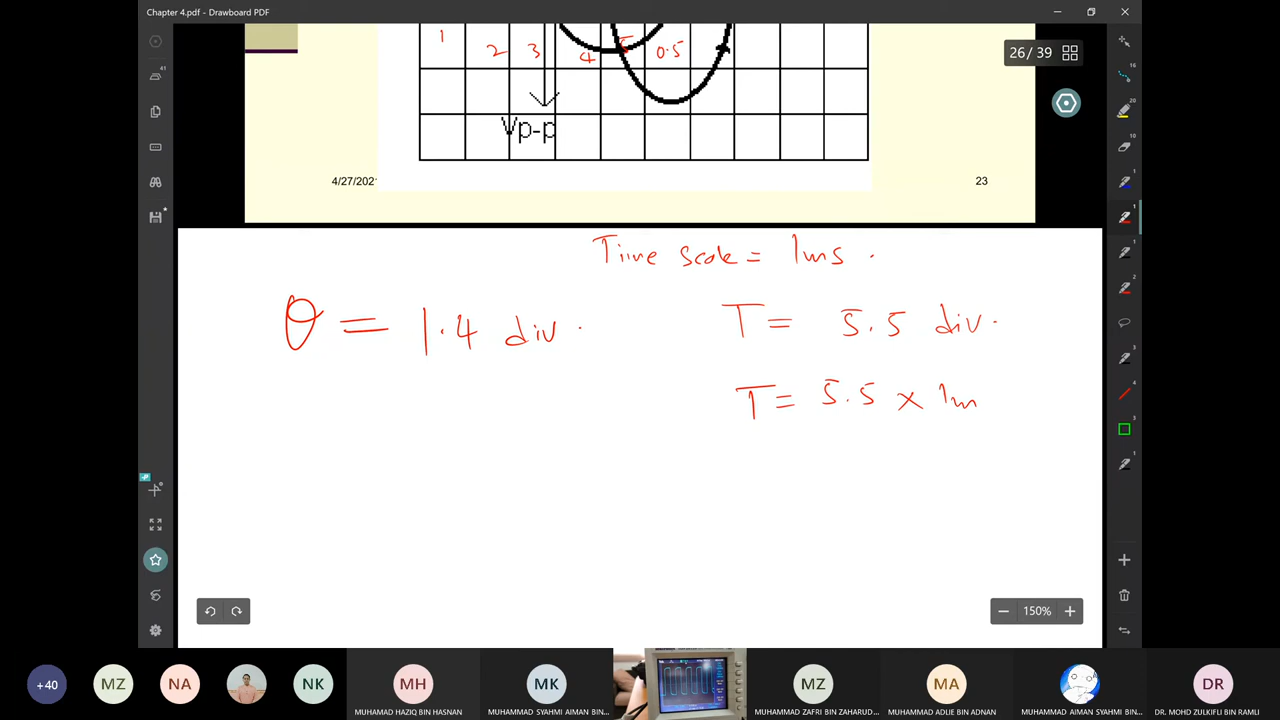 Chapter 4.pdf - Drawboard PDF
26 / 39
1 2 3 4 5 0.5
Vp-p
4/27/202
23
Time scale = 1ms .
θ = 1.4 div .
T = 5.5 div .
T = 5.5 x 1m
150%
+40
MZ
NA
NK
MH
MUHAMAD HAZIQ BIN HASNAN
MK
MUHAMMAD SYAHMI AIMAN BIN...
MZ
MUHAMMAD ZAFRI BIN ZAHARUD...
MA
MUHAMMAD ADLIE BIN ADNAN
MUHAMMAD AIMAN SYAHMI BIN...
DR
DR. MOHD ZULKIFLI BIN RAMLI